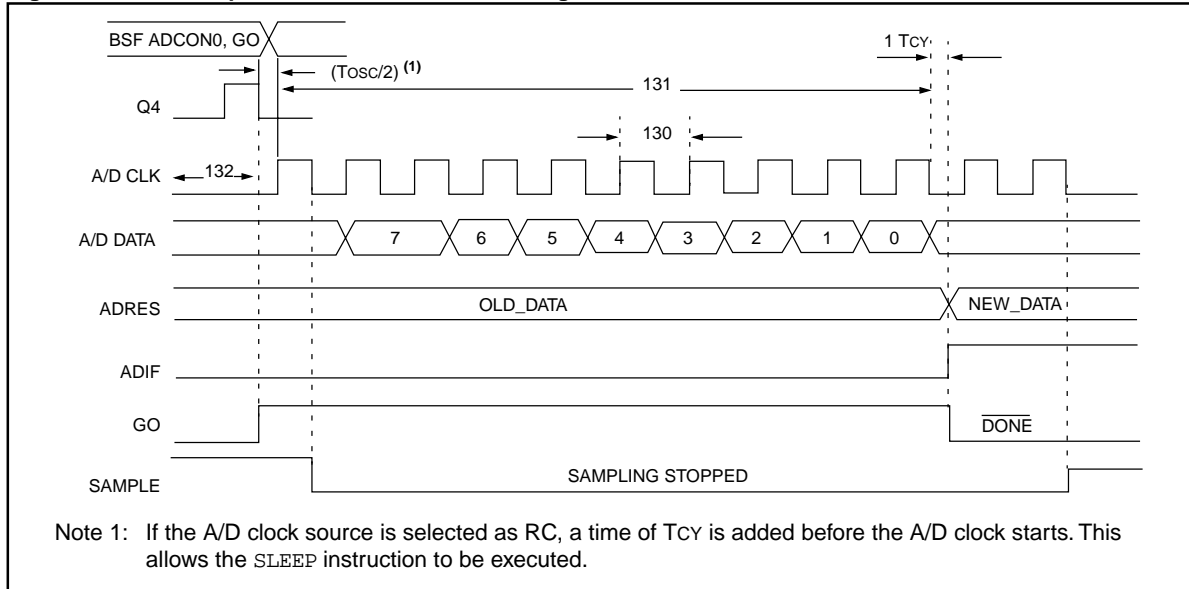 BSF ADCON0, GO
1 TCY
(TOSC/2) (1)
131
Q4
130
A/D CLK
132
A/D DATA
7 6 5 4 3 2 1 0
ADRES
OLD_DATA
NEW_DATA
ADIF
GO
DONE
SAMPLE
SAMPLING STOPPED
Note 1: If the A/D clock source is selected as RC, a time of TCY is added before the A/D clock starts. This
allows the SLEEP instruction to be executed.